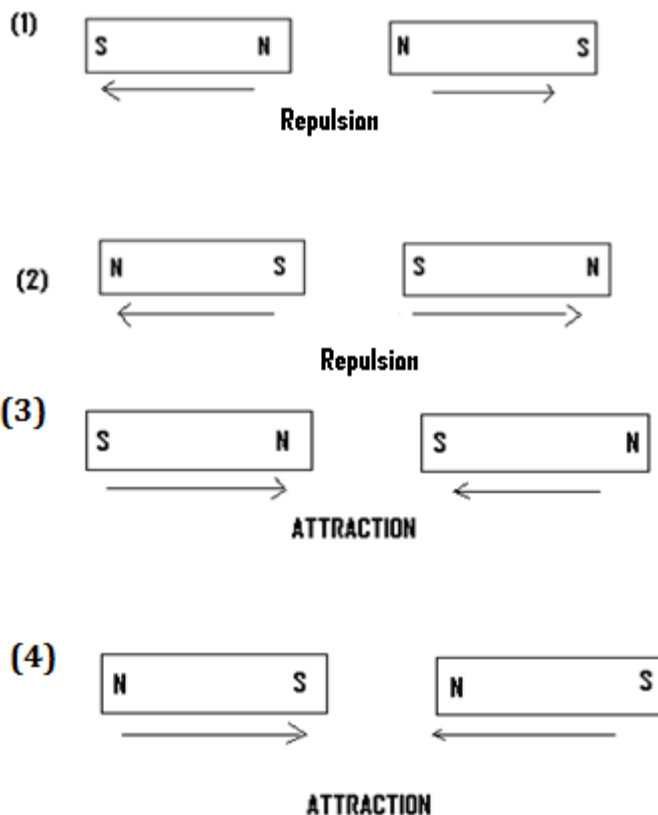 (1)
S N N S
Repulsion
(2)
N S S N
Repulsion
(3)
S N S N
ATTRACTION
(4)
N S N S
ATTRACTION